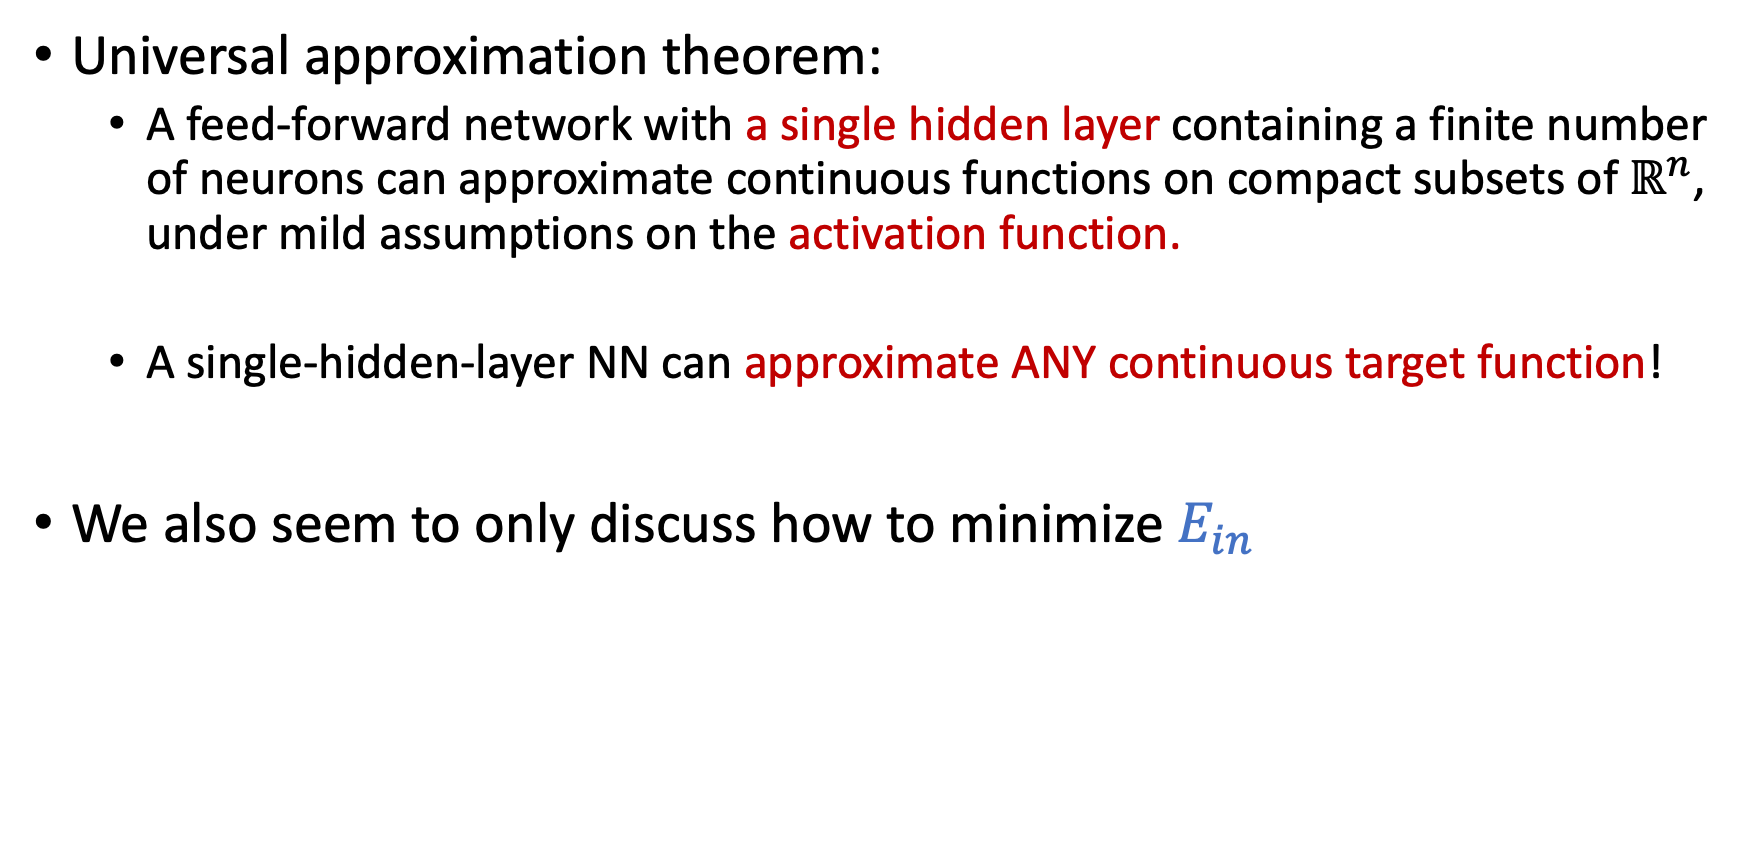 • Universal approximation theorem:
• A feed-forward network with a single hidden layer containing a finite number
of neurons can approximate continuous functions on compact subsets of ℝⁿ,
under mild assumptions on the activation function.
• A single-hidden-layer NN can approximate ANY continuous target function!
• We also seem to only discuss how to minimize E_in